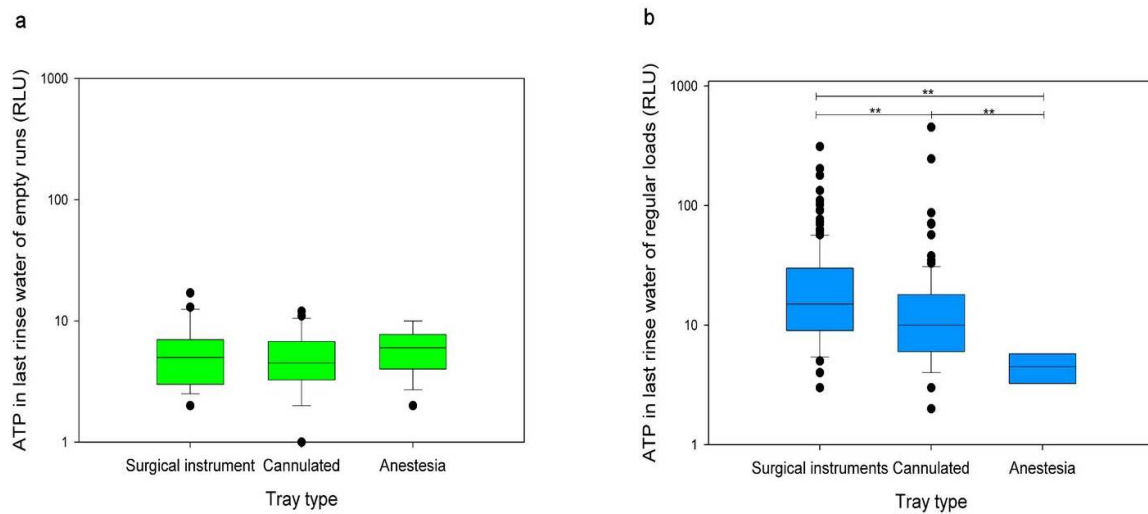 a
ATP in last rinse water of empty runs (RLU)
1000
100
10
1
Surgical instrument Cannulated Anestesia
Tray type
b
ATP in last rinse water of regular loads (RLU)
1000
100
10
1
**
** **
Surgical instruments Cannulated Anestesia
Tray type